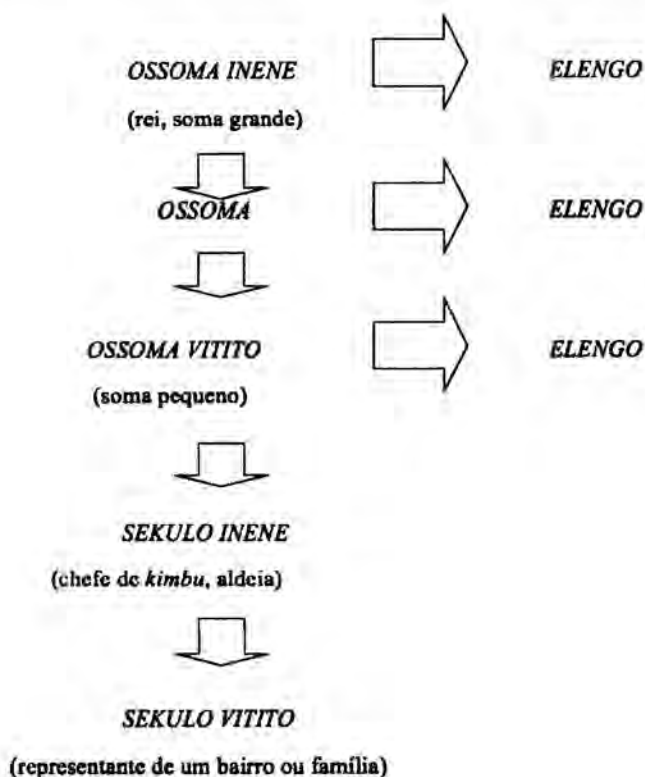 OSSOMA INENE ELENGO
(rei, soma grande)
OSSOMA ELENGO
OSSOMA VITITO ELENGO
(soma pequeno)
SEKULO INENE
(chefe de kimbu, aldeia)
SEKULO VITITO
(representante de um bairro ou família)